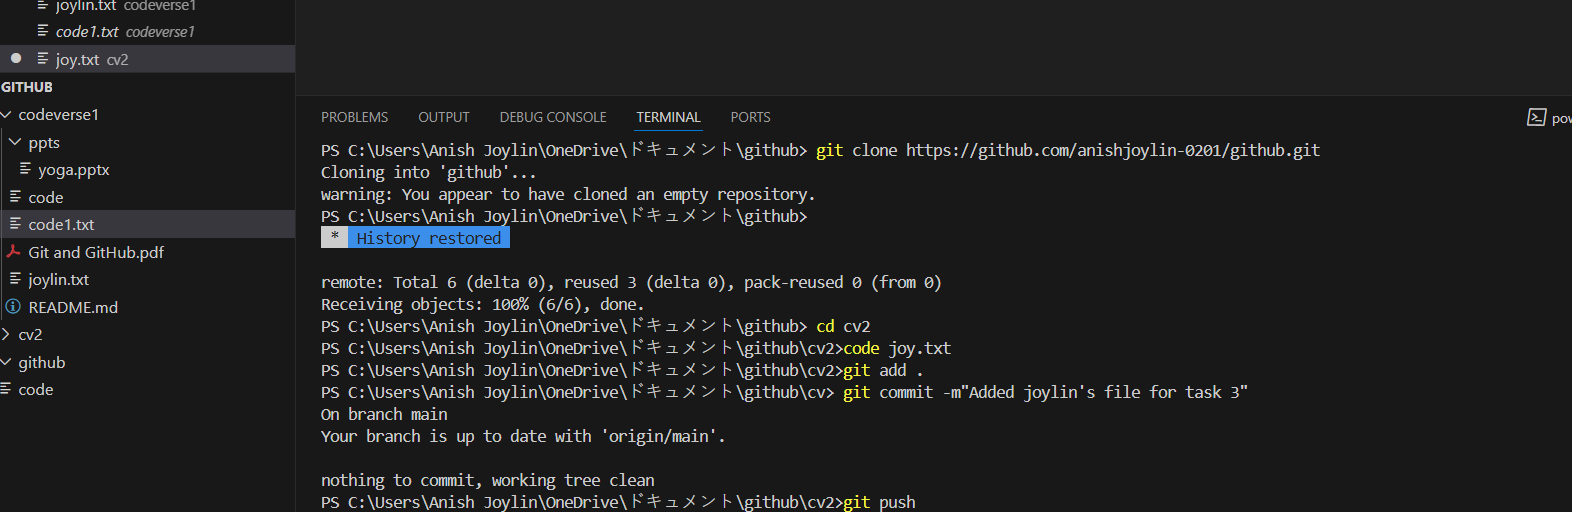 joylin.txt codeverse1
code1.txt codeverse1
joy.txt cv2
GITHUB
codeverse1
ppts
yoga.pptx
code
code1.txt
Git and GitHub.pdf
joylin.txt
README.md
cv2
github
code
PROBLEMS OUTPUT DEBUG CONSOLE TERMINAL PORTS
PS C:\Users\Anish Joylin\OneDrive\ドキュメント\github> git clone https://github.com/anishjoylin-0201/github.git
Cloning into 'github'...
warning: You appear to have cloned an empty repository.
PS C:\Users\Anish Joylin\OneDrive\ドキュメント\github>
* History restored
remote: Total 6 (delta 0), reused 3 (delta 0), pack-reused 0 (from 0)
Receiving objects: 100% (6/6), done.
PS C:\Users\Anish Joylin\OneDrive\ドキュメント\github> cd cv2
PS C:\Users\Anish Joylin\OneDrive\ドキュメント\github\cv2>code joy.txt
PS C:\Users\Anish Joylin\OneDrive\ドキュメント\github\cv2>git add .
PS C:\Users\Anish Joylin\OneDrive\ドキュメント\github\cv> git commit -m"Added joylin's file for task 3"
On branch main
Your branch is up to date with 'origin/main'.
nothing to commit, working tree clean
PS C:\Users\Anish Joylin\OneDrive\ドキュメント\github\cv2>git push